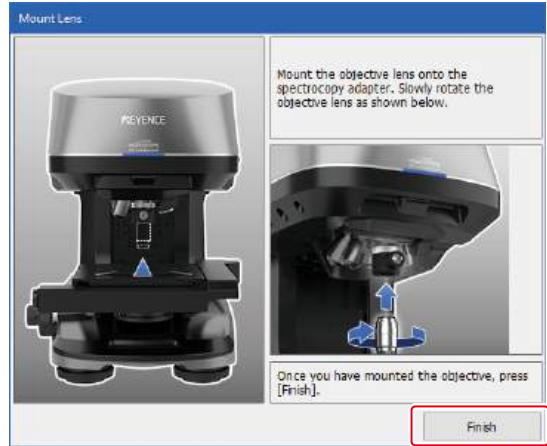 Mount Lens
KEYENCE
Mount the objective lens onto the
spectrocopy adapter. Slowly rotate the
objective lens as shown below.
Once you have mounted the objective, press
[Finish].
Finish